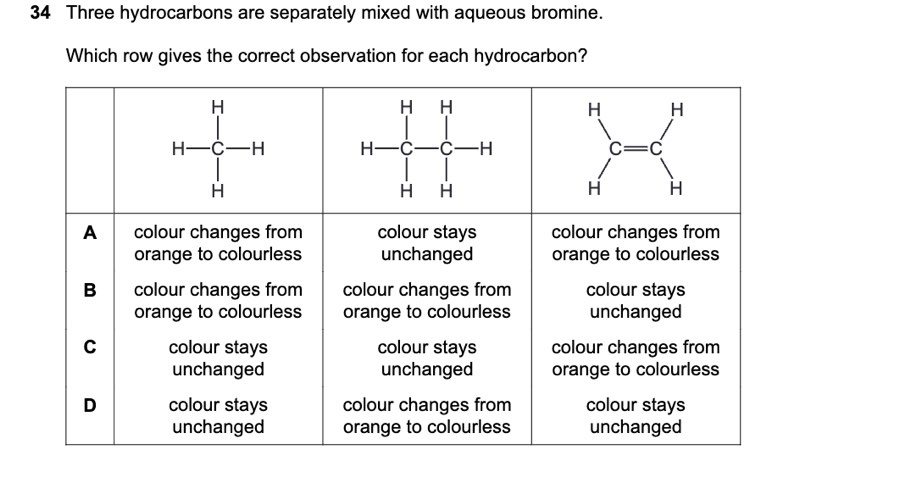 34 Three hydrocarbons are separately mixed with aqueous bromine.
Which row gives the correct observation for each hydrocarbon?
H H H H H
H—C—H H—C—C—H C=C
H H H H H
A colour changes from orange to colourless colour stays unchanged colour changes from orange to colourless
B colour changes from orange to colourless colour changes from orange to colourless colour stays unchanged
C colour stays unchanged colour stays unchanged colour changes from orange to colourless
D colour stays unchanged colour changes from orange to colourless colour stays unchanged